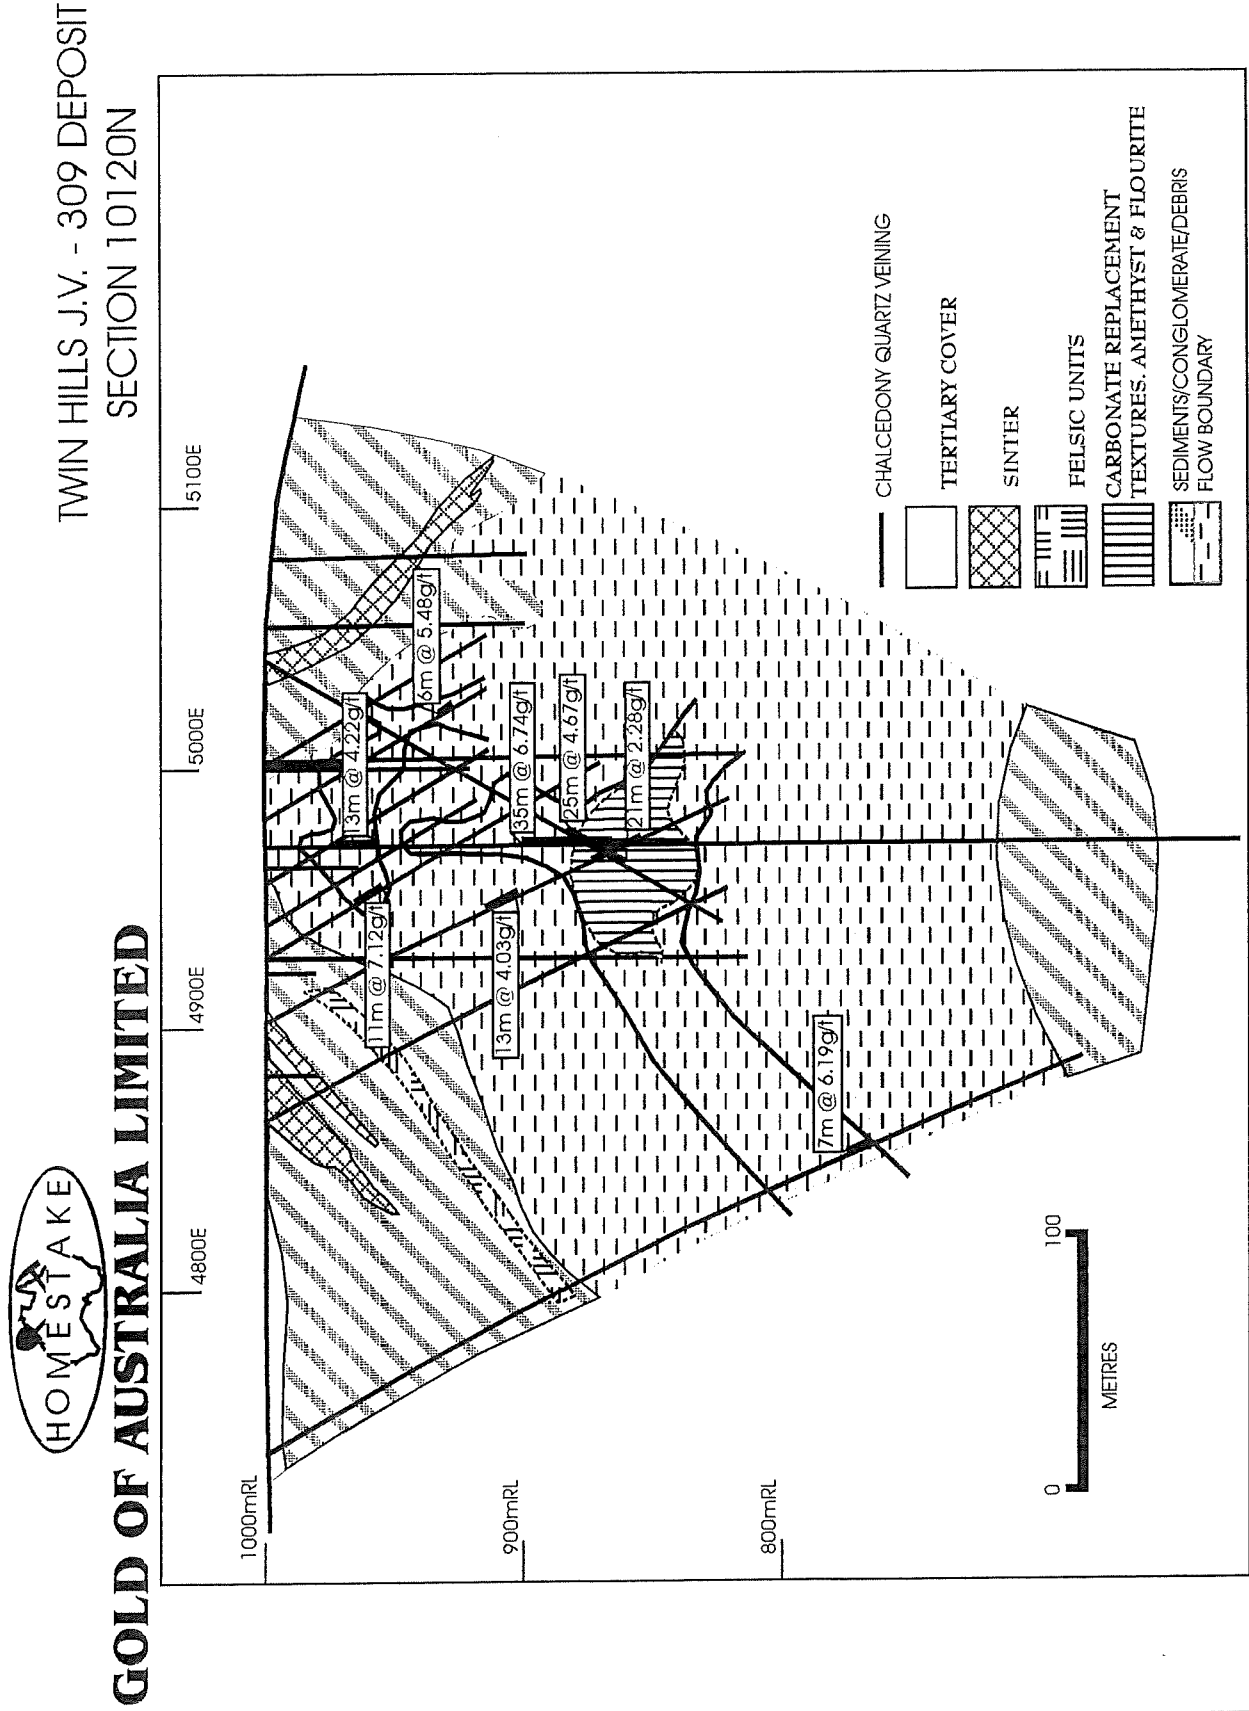 HOMESTAKE
GOLD OF AUSTRALIA LIMITED
TWIN HILLS J.V. - 309 DEPOSIT
SECTION 10120N
4800E
4900E
5000E
5100E
1000mRL
900mRL
800mRL
13m @ 4.22g/t
6m @ 5.48g/t
11m @ 7.12g/t
35m @ 6.74g/t
13m @ 4.03g/t
25m @ 4.67g/t
21m @ 2.28g/t
7m @ 6.19g/t
CHALCEDONY QUARTZ VEINING
TERTIARY COVER
SINTER
FELSIC UNITS
CARBONATE REPLACEMENT
TEXTURES. AMETHYST & FLOURITE
SEDIMENTS/CONGLOMERATE/DEBRIS
FLOW BOUNDARY
0
100
METRES